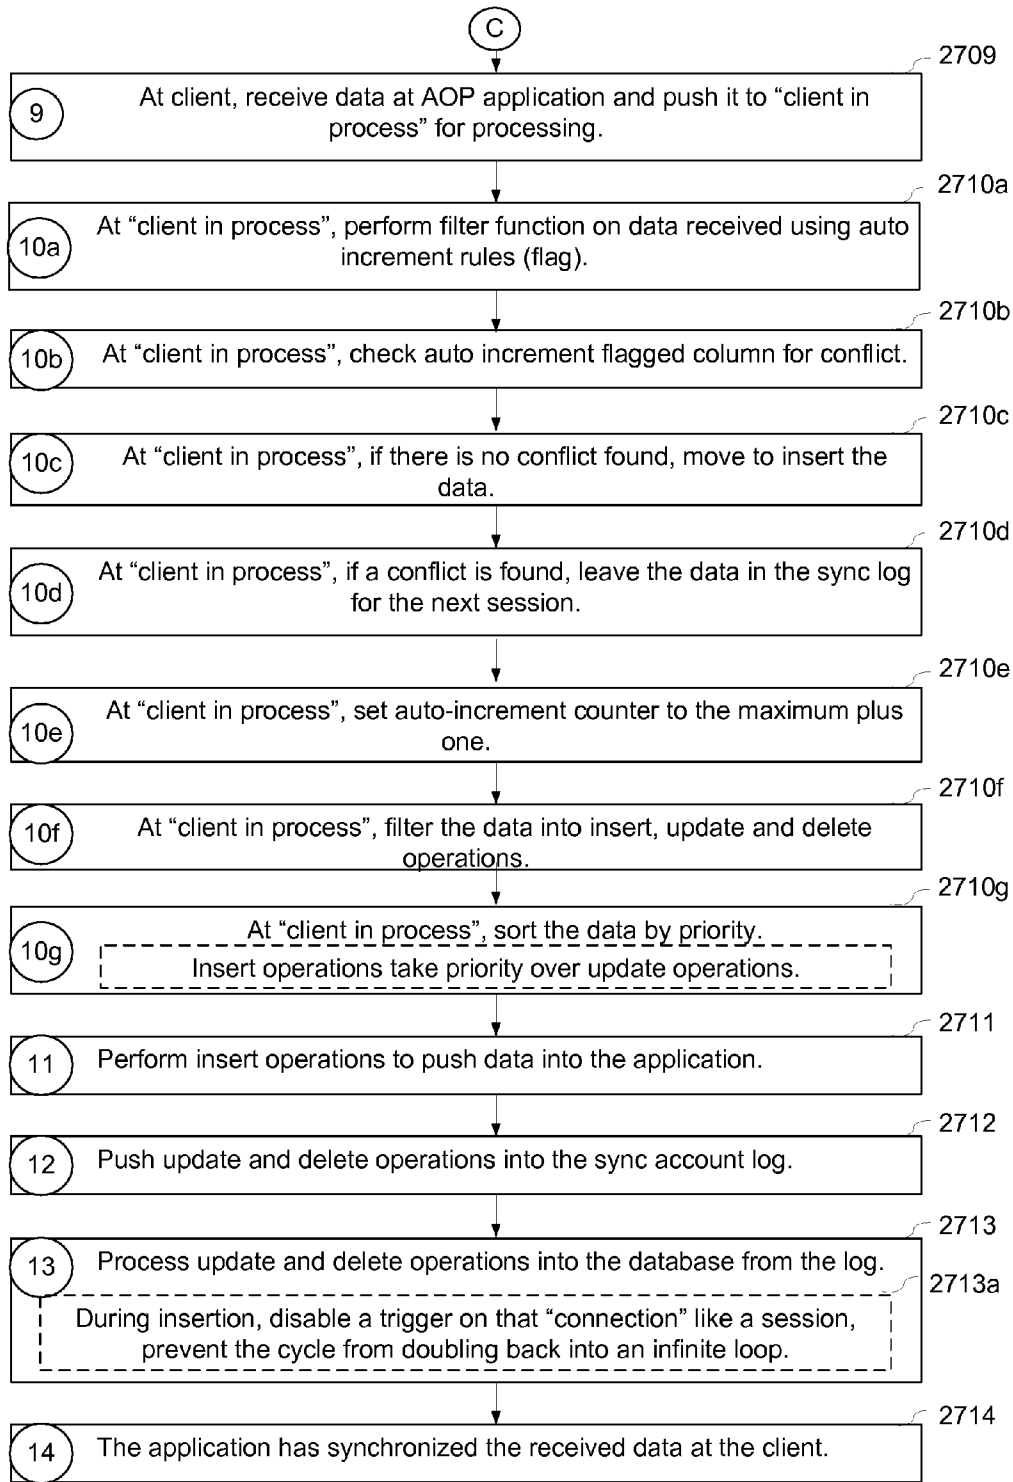 C
2709
9
At client, receive data at AOP application and push it to “client in
process” for processing.
2710a
10a
At “client in process”, perform filter function on data received using auto
increment rules (flag).
2710b
10b
At “client in process”, check auto increment flagged column for conflict.
2710c
10c
At “client in process”, if there is no conflict found, move to insert the
data.
2710d
10d
At “client in process”, if a conflict is found, leave the data in the sync log
for the next session.
2710e
10e
At “client in process”, set auto-increment counter to the maximum plus
one.
2710f
10f
At “client in process”, filter the data into insert, update and delete
operations.
2710g
10g
At “client in process”, sort the data by priority.
Insert operations take priority over update operations.
2711
11
Perform insert operations to push data into the application.
2712
12
Push update and delete operations into the sync account log.
2713
13
Process update and delete operations into the database from the log.
2713a
During insertion, disable a trigger on that “connection” like a session,
prevent the cycle from doubling back into an infinite loop.
2714
14
The application has synchronized the received data at the client.